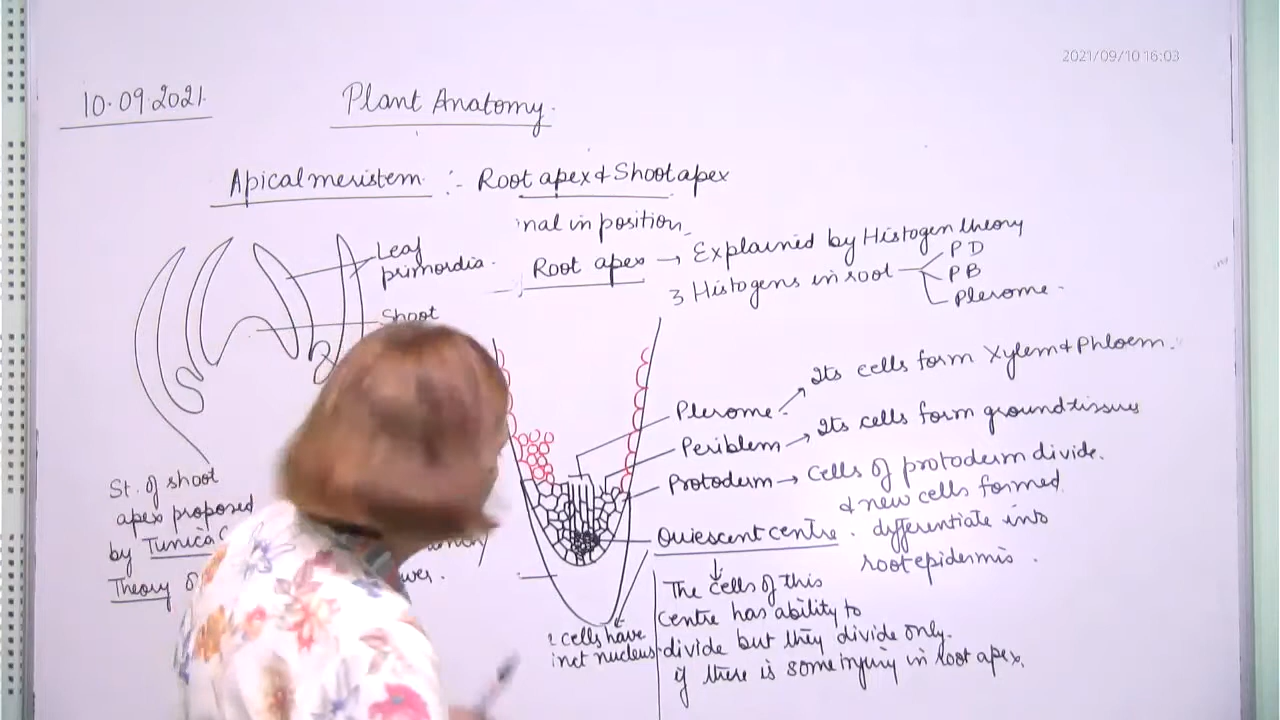 2021/09/10 16:03
10.09.2021.
Plant Anatomy.
Apical meristem :- Root apex & Shoot apex
nal in position
Root apex → Explained by Histogen theory
3 Histogens in root
PD
PB
Plerome.
Leaf
primordia.
Shoot
Plerome. → Its cells form Xylem & Phloem.
Periblem → Its cells form ground tissues
Protoderm → Cells of protoderm divide.
& new cells formed
differentiate into
root epidermis.
Quiescent centre.
↓
The cells of this
centre has ability to
divide but they divide only.
if there is some injury in root apex.
cells have
inct nucleus.
St. of shoot
apex proposed
by Tunica C
Theory